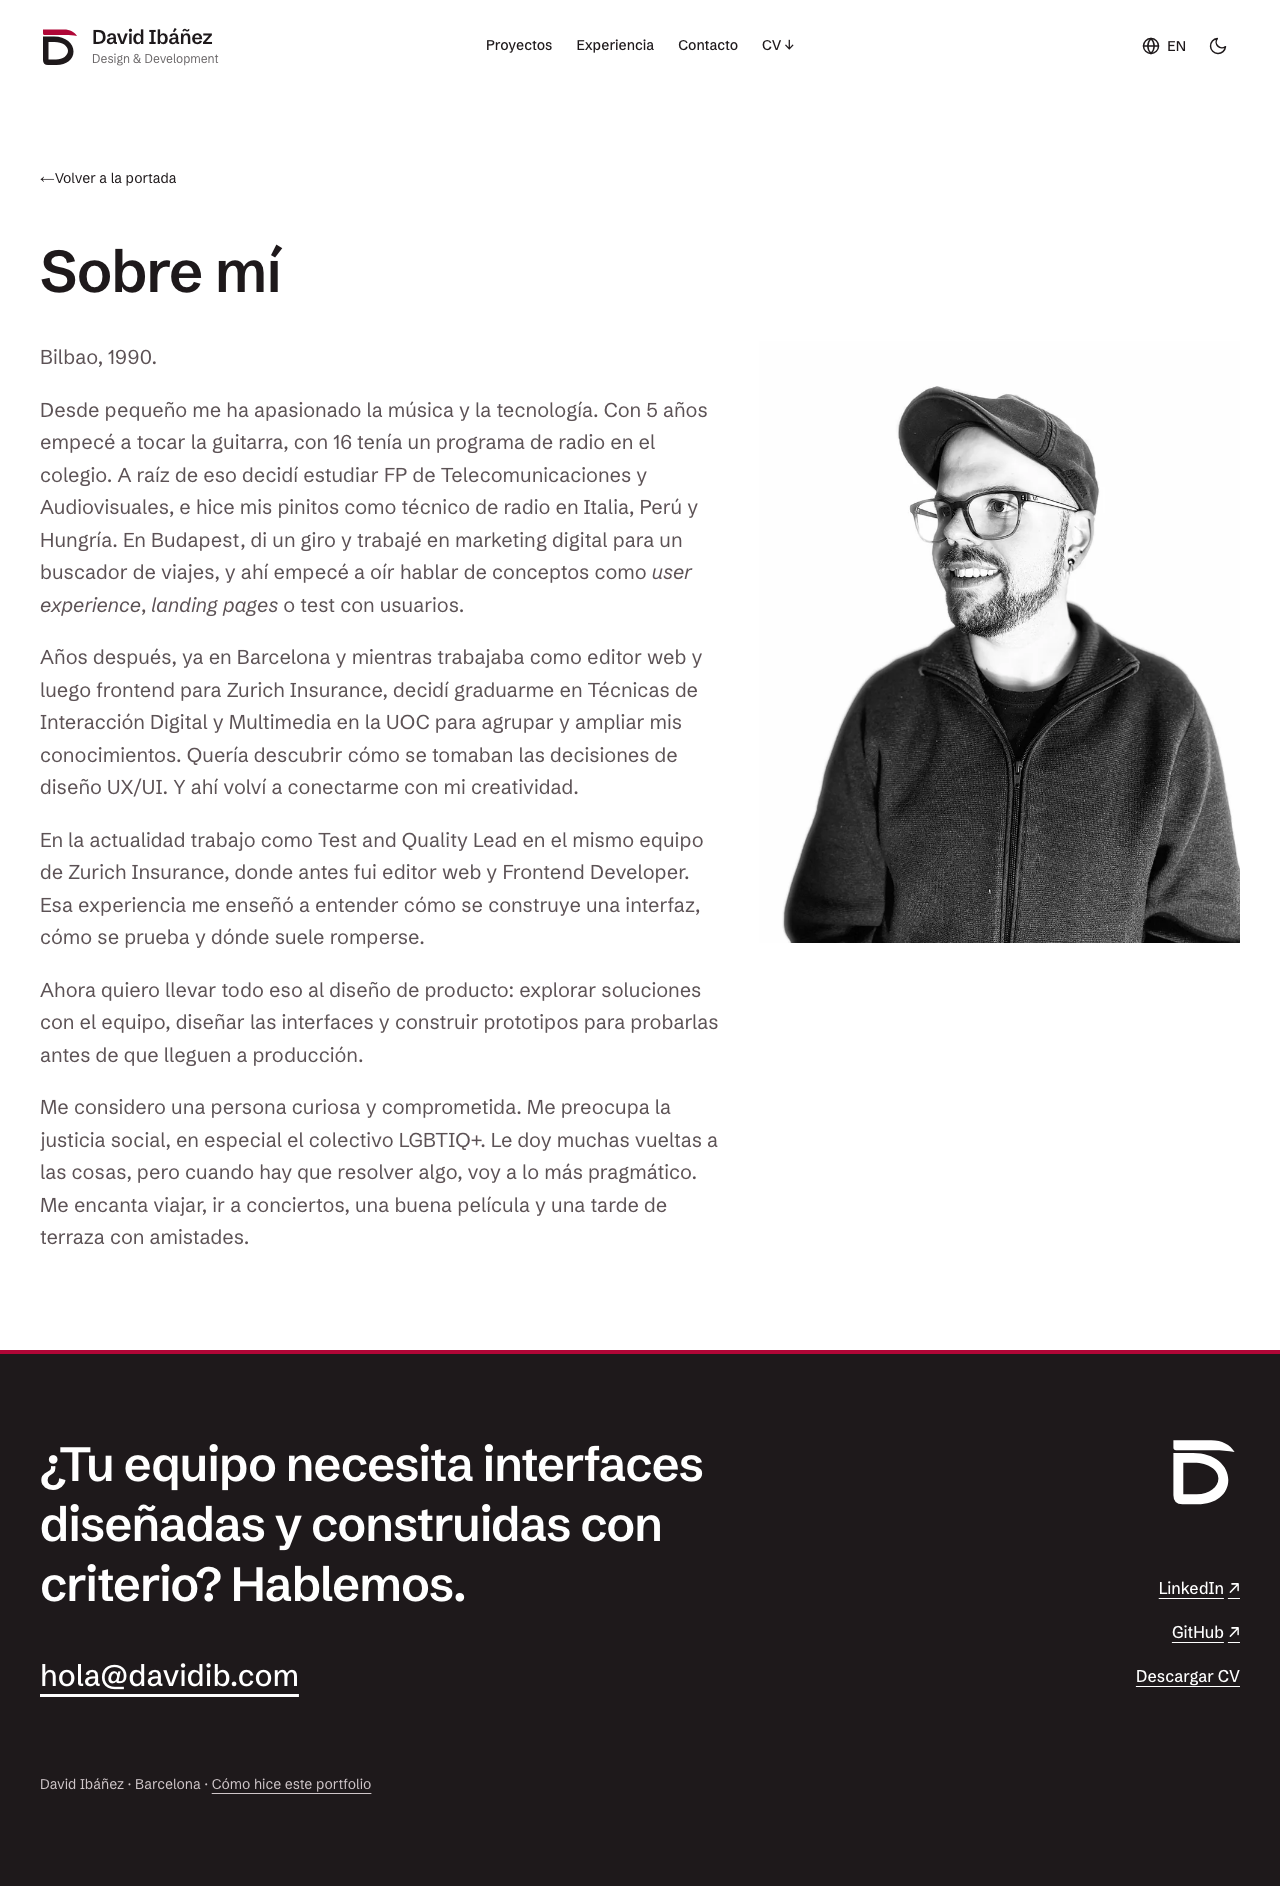 David Ibáñez
Design & Development
Proyectos
Experiencia
Contacto
CV ↓
EN
←Volver a la portada
Sobre mí
Bilbao, 1990.
Desde pequeño me ha apasionado la música y la tecnología. Con 5 años
empecé a tocar la guitarra, con 16 tenía un programa de radio en el
colegio. A raíz de eso decidí estudiar FP de Telecomunicaciones y
Audiovisuales, e hice mis pinitos como técnico de radio en Italia, Perú y
Hungría. En Budapest, di un giro y trabajé en marketing digital para un
buscador de viajes, y ahí empecé a oír hablar de conceptos como user
experience, landing pages o test con usuarios.
Años después, ya en Barcelona y mientras trabajaba como editor web y
luego frontend para Zurich Insurance, decidí graduarme en Técnicas de
Interacción Digital y Multimedia en la UOC para agrupar y ampliar mis
conocimientos. Quería descubrir cómo se tomaban las decisiones de
diseño UX/UI. Y ahí volví a conectarme con mi creatividad.
En la actualidad trabajo como Test and Quality Lead en el mismo equipo
de Zurich Insurance, donde antes fui editor web y Frontend Developer.
Esa experiencia me enseñó a entender cómo se construye una interfaz,
cómo se prueba y dónde suele romperse.
Ahora quiero llevar todo eso al diseño de producto: explorar soluciones
con el equipo, diseñar las interfaces y construir prototipos para probarlas
antes de que lleguen a producción.
Me considero una persona curiosa y comprometida. Me preocupa la
justicia social, en especial el colectivo LGBTIQ+. Le doy muchas vueltas a
las cosas, pero cuando hay que resolver algo, voy a lo más pragmático.
Me encanta viajar, ir a conciertos, una buena película y una tarde de
terraza con amistades.
¿Tu equipo necesita interfaces
diseñadas y construidas con
criterio? Hablemos.
hola@davidib.com
LinkedIn ↗
GitHub ↗
Descargar CV
David Ibáñez · Barcelona · Cómo hice este portfolio